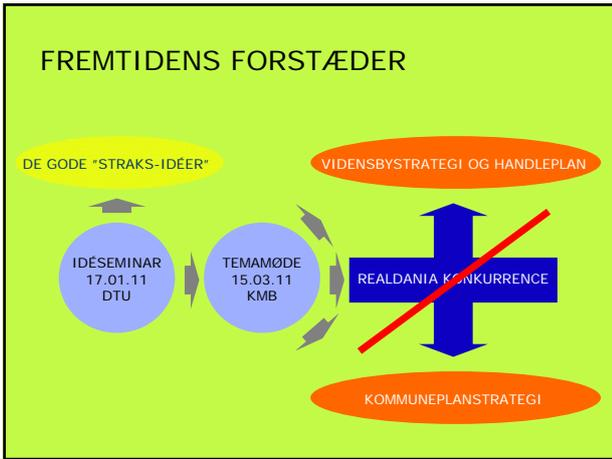 FREMTIDENS FORSTÆDER
DE GODE "STRAKS-IDÉER"
VIDENSBYSTRATEGI OG HANDLEPLAN
IDÉSEMINAR
17.01.11
DTU
TEMAMØDE
15.03.11
KMB
REALDANIA KONKURRENCE
KOMMUNEPLANSTRATEGI